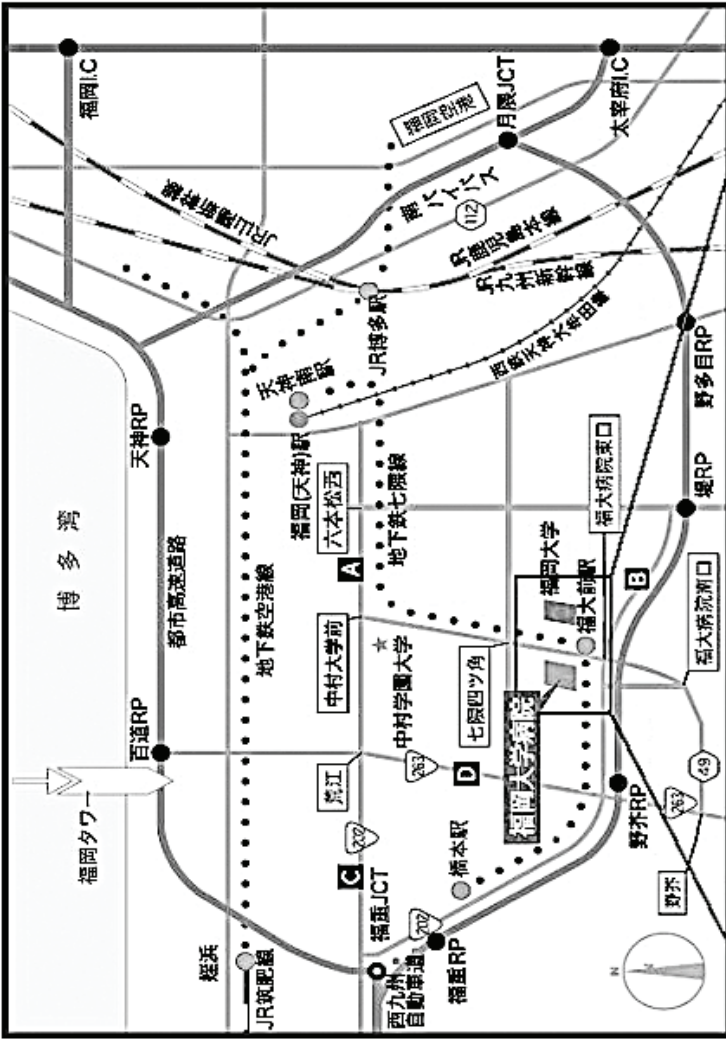 博多湾
福岡タワー
百道RP
都市高速道路
天神RP
福岡I.C
姪浜
JR筑肥線
地下鉄空港線
JR山陽新幹線
福岡空港
福岡(天神)駅
天神南駅
JR博多駅
南バイパス
112
月隈JCT
太宰府I.C
JR鹿児島本線
JR九州新幹線
西鉄天神大牟田線
西九州
自動車道
福重JCT
C
202
荒江
中村大学前
A
六本松西
地下鉄七隈線
中村学園大学
263
202
福重RP
橋本駅
D
七隈四ツ角
福岡大学病院
福岡大学
福大前駅
福大病院東口
B
野芥RP
堤RP
野多目RP
野芥
263
49
福大病院南口
N